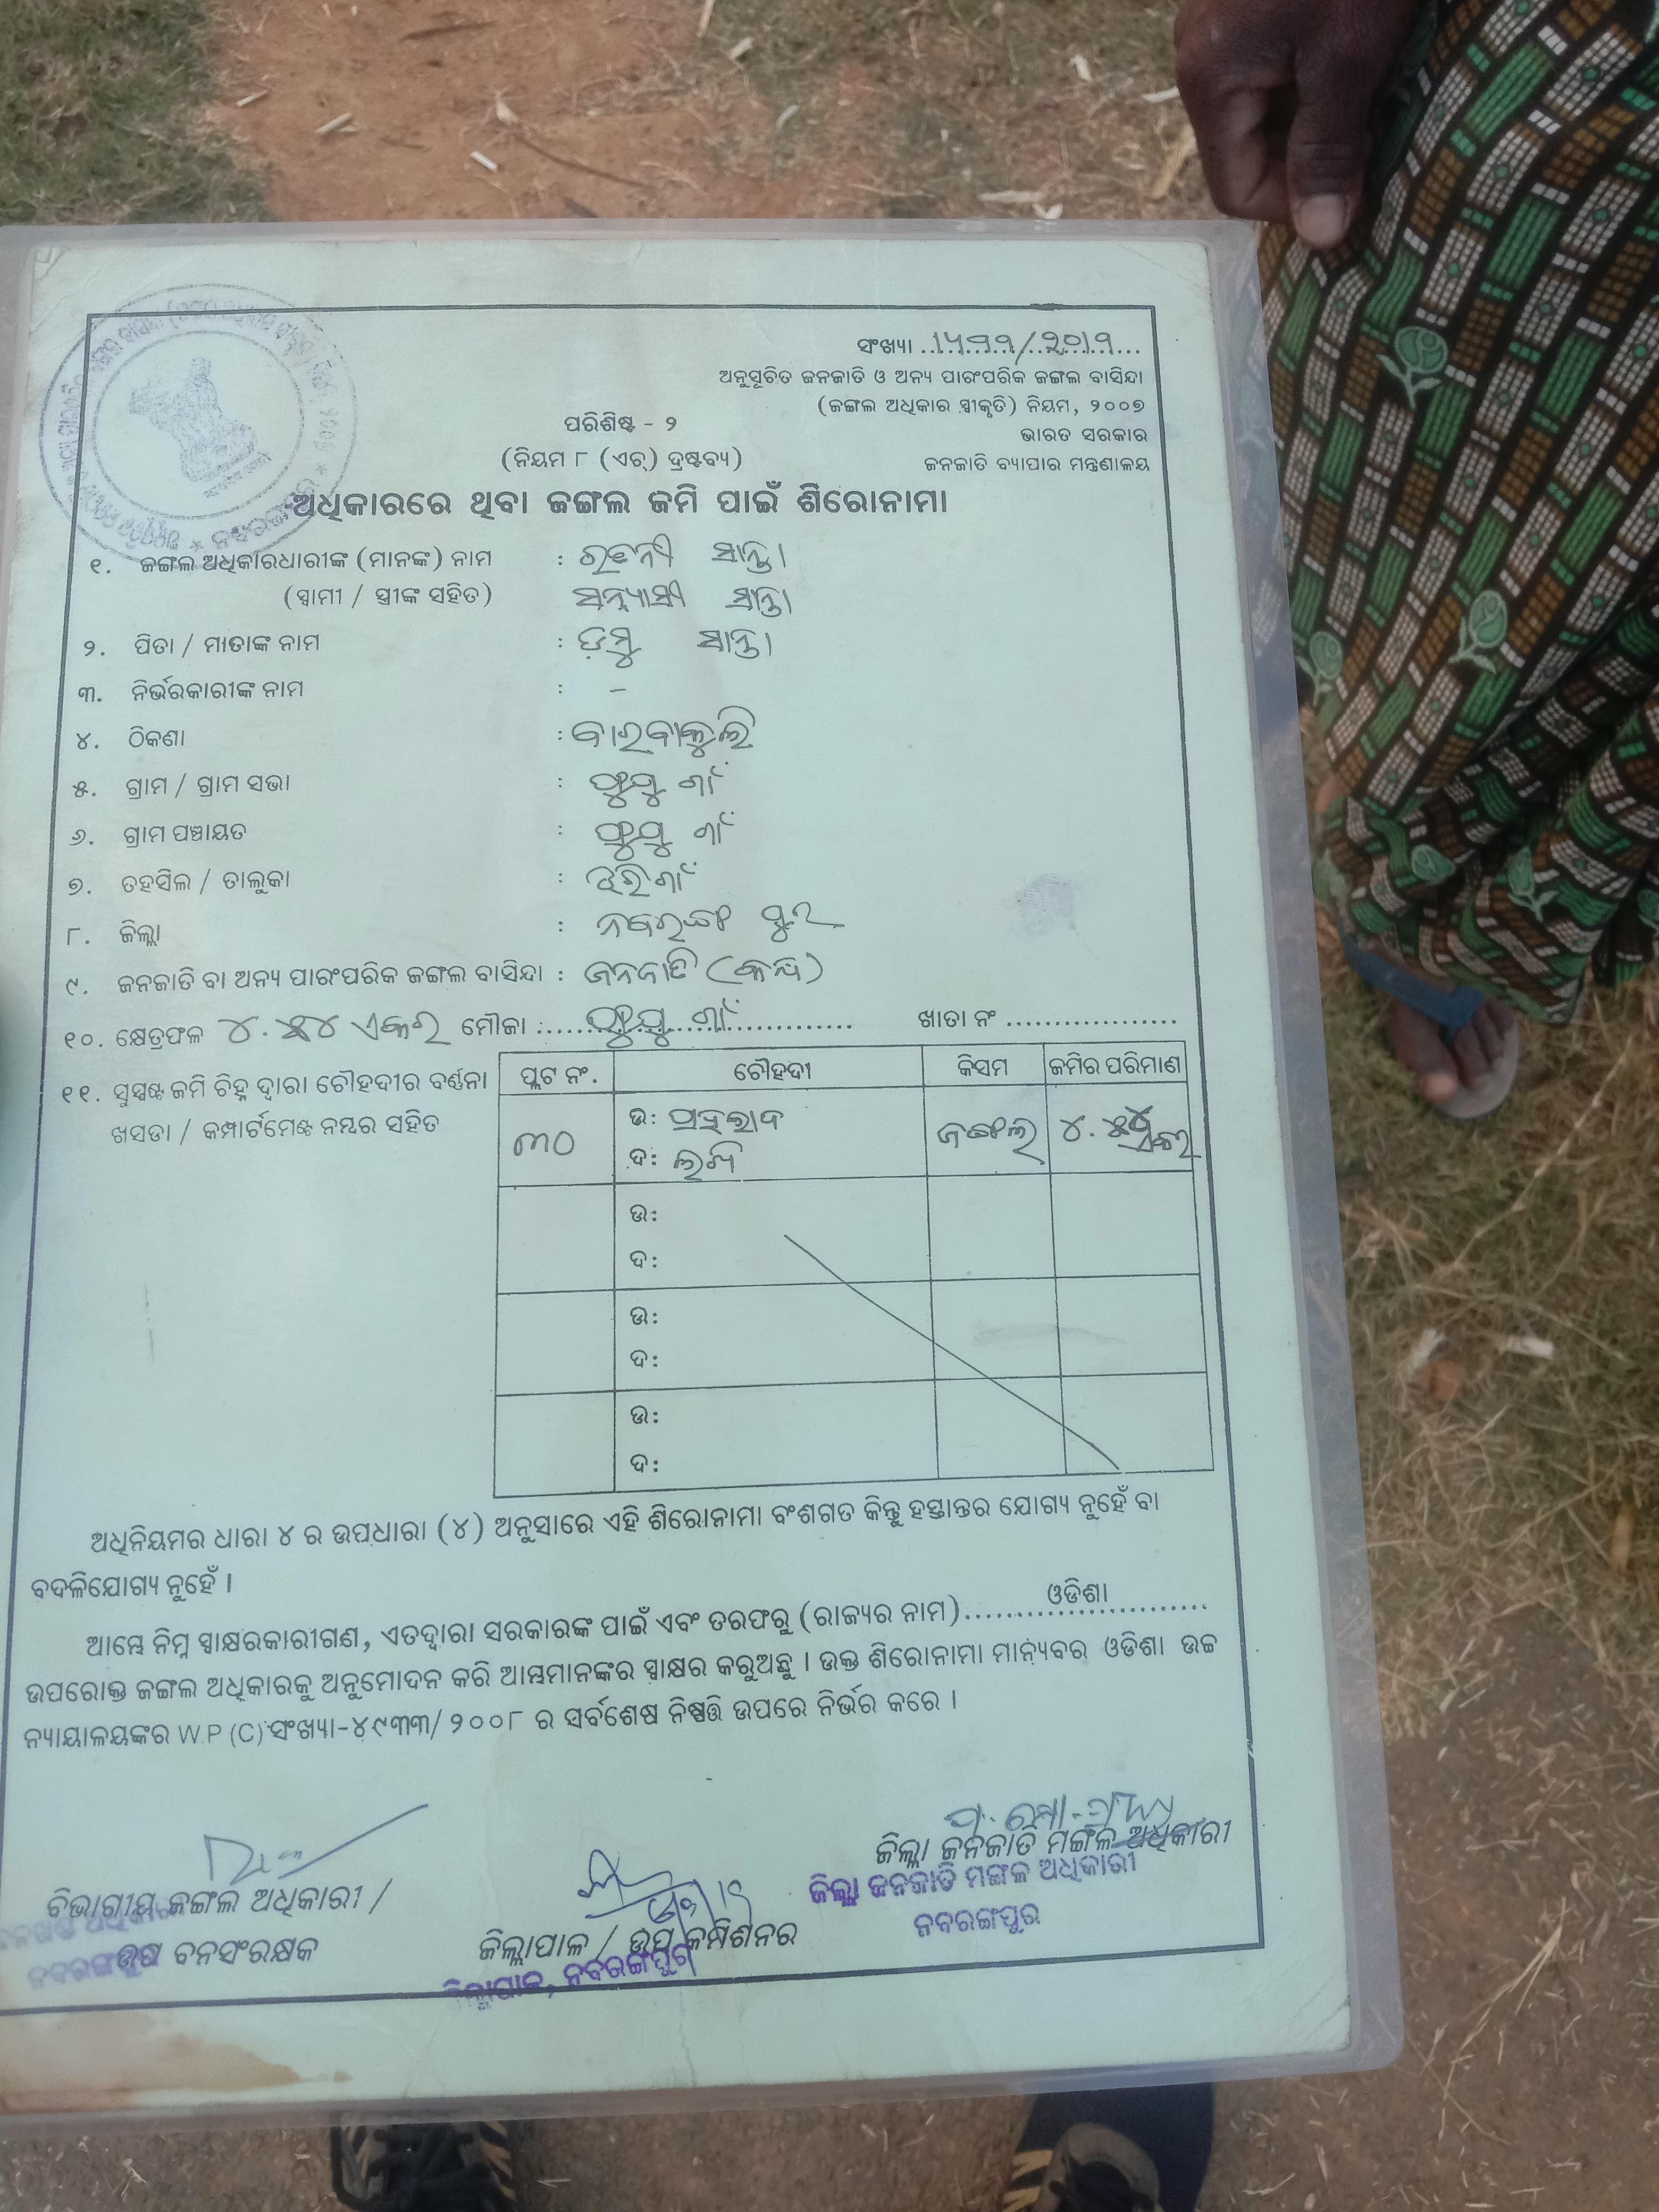 ସଂଖ୍ୟା
ଅନୁସୂଚିତ ଜନଜାତି ଓ ଅନ୍ୟ ପାରଂପରିକ ଜଙ୍ଗଲ ବାସିନ୍ଦା
(ଜଙ୍ଗଲ ଅଧିକାର ସ୍ୱୀକୃତି) ନିୟମ, ୨୦୦୭
ଭାରତ ସରକାର
ଜନଜାତି ବ୍ୟାପାର ମନ୍ତ୍ରଣାଳୟ
ପରିଶିଷ୍ଟ - ୨
(ନିୟମ ୮ (ଏଚ୍) ଦ୍ରଷ୍ଟବ୍ୟ)
ଅଧିକାରରେ ଥିବା ଜଙ୍ଗଲ ଜମି ପାଇଁ ଶିରୋନାମା
୧. ଜଙ୍ଗଲ ଅଧିକାରଧାରୀଙ୍କ (ମାନଙ୍କ) ନାମ : ସାନ୍ତା
(ସ୍ୱାମୀ / ସ୍ତ୍ରୀଙ୍କ ସହିତ) ସନ୍ୟାସୀ ସାନ୍ତା
୨. ପିତା / ମାତାଙ୍କ ନାମ : ଡମ୍ରୁ ସାନ୍ତା
୩. ନିର୍ଭରକାରୀଙ୍କ ନାମ : –
୪. ଠିକଣା :
୫. ଗ୍ରାମ / ଗ୍ରାମ ସଭା :
୬. ଗ୍ରାମ ପଞ୍ଚାୟତ :
୭. ତହସିଲ / ତାଲୁକା : ଝରିଗାଁ
୮. ଜିଲ୍ଲା : ନବରଙ୍ଗ ପୁର
୯. ଜନଜାତି ବା ଅନ୍ୟ ପାରଂପରିକ ଜଙ୍ଗଲ ବାସିନ୍ଦା : ଜନଜାତି
୧୦. କ୍ଷେତ୍ରଫଳ ଏକର ମୌଜା : ଖାତା ନଂ
୧୧. ସୁସ୍ପଷ୍ଟ ଜମି ଚିହ୍ନ ଦ୍ୱାରା ଚୌହଦୀର ବର୍ଣ୍ଣନା
ଖସଡା / କମ୍ପାର୍ଟମେଣ୍ଟ ନମ୍ବର ସହିତ
ପ୍ଲଟ ନଂ. ଚୌହଦୀ କିସମ ଜମିର ପରିମାଣ
୩୦ ଉ: ପ୍ରହଲାଦ ଜଙ୍ଗଲ
ଦ:
ଉ:
ଦ:
ଉ:
ଦ:
ଉ:
ଦ:
ଅଧିନିୟମର ଧାରା ୪ ର ଉପଧାରା (୪) ଅନୁସାରେ ଏହି ଶିରୋନାମା ବଂଶଗତ କିନ୍ତୁ ହସ୍ତାନ୍ତର ଯୋଗ୍ୟ ନୁହେଁ ବା
ବଦଳିଯୋଗ୍ୟ ନୁହେଁ ।
ଆମ୍ଭେ ନିମ୍ନ ସ୍ୱାକ୍ଷରକାରୀଗଣ, ଏତଦ୍ୱାରା ସରକାରଙ୍କ ପାଇଁ ଏବଂ ତରଫରୁ (ରାଜ୍ୟର ନାମ) ଓଡିଶା
ଉପରୋକ୍ତ ଜଙ୍ଗଲ ଅଧିକାରକୁ ଅନୁମୋଦନ କରି ଆମ୍ଭମାନଙ୍କର ସ୍ୱାକ୍ଷର କରୁଅଛୁ । ଉକ୍ତ ଶିରୋନାମା ମାନ୍ୟବର ଓଡିଶା ଉଚ୍ଚ
ନ୍ୟାୟାଳୟଙ୍କର W.P (C) ସଂଖ୍ୟା-୪୯୩୩/ ୨୦୦୮ ର ସର୍ବଶେଷ ନିଷ୍ପତ୍ତି ଉପରେ ନିର୍ଭର କରେ ।
ବିଭାଗୀୟ ଜଙ୍ଗଲ ଅଧିକାରୀ /
ଉପ ବନସଂରକ୍ଷକ
ଜିଲ୍ଲାପାଳ / ଉପ କମିଶନର
ଜିଲ୍ଲାପାଳ, ନବରଙ୍ଗପୁର
ଜିଲ୍ଲା ଜନଜାତି ମଙ୍ଗଳ ଅଧିକାରୀ
ଜିଲ୍ଲା ଜନଜାତି ମଙ୍ଗଳ ଅଧିକାରୀ
ନବରଙ୍ଗପୁର